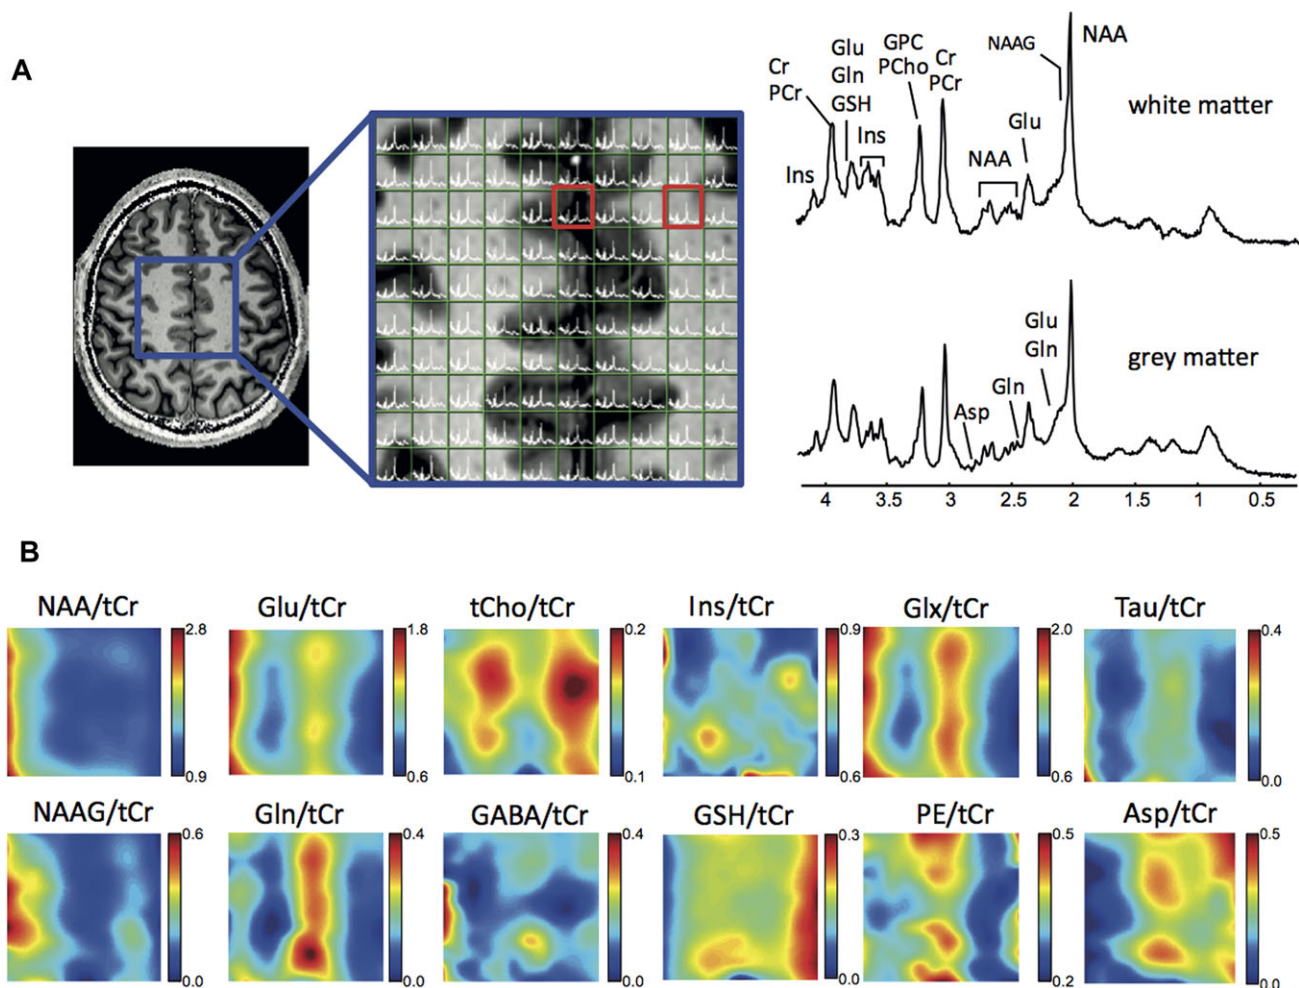 A
Cr
PCr
Glu
Gln
GSH
GPC
PCho
Cr
PCr
NAAG
NAA
white matter
Ins
Ins
NAA
Glu
Glu
Gln
grey matter
Asp
Gln
4 3.5 3 2.5 2 1.5 1 0.5
B
NAA/tCr Glu/tCr tCho/tCr Ins/tCr Glx/tCr Tau/tCr
2.8 1.8 0.2 0.9 2.0 0.4
0.9 0.6 0.1 0.6 0.6 0.0
NAAG/tCr Gln/tCr GABA/tCr GSH/tCr PE/tCr Asp/tCr
0.6 0.4 0.4 0.3 0.5 0.5
0.0 0.0 0.0 0.0 0.2 0.0